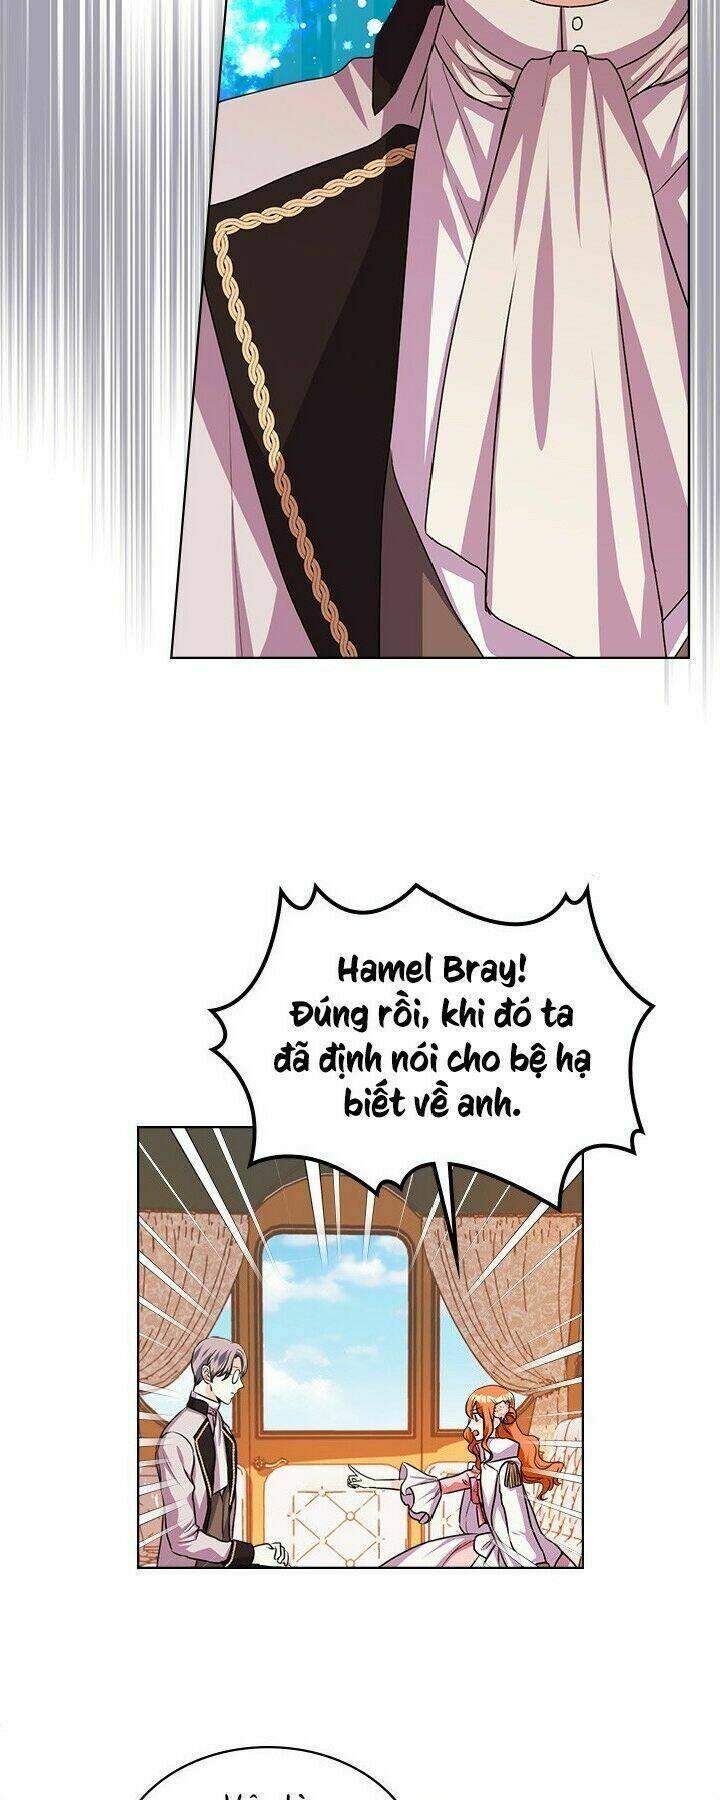 Hamel Bray!
Đúng rồi, khi đó ta
đã định nói cho bệ hạ
biết về anh.